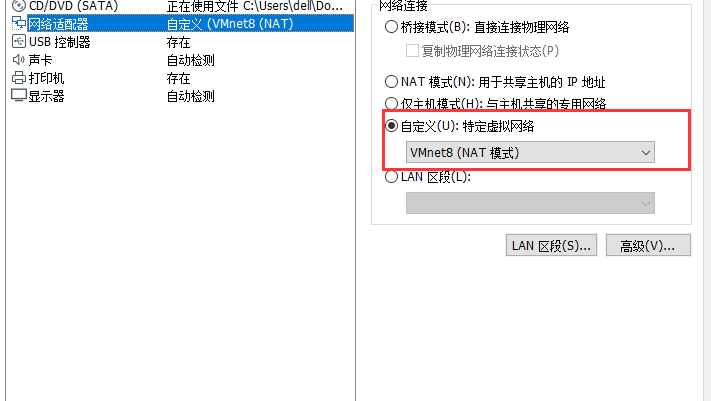 CD/DVD (SATA) 正在使用文件 C:\Users\dell\Do...
网络适配器 自定义 (VMnet8 (NAT)
USB 控制器 存在
声卡 自动检测
打印机 存在
显示器 自动检测
网络连接
桥接模式(B): 直接连接物理网络
复制物理网络连接状态(P)
NAT 模式(N): 用于共享主机的 IP 地址
仅主机模式(H): 与主机共享的专用网络
自定义(U): 特定虚拟网络
VMnet8 (NAT 模式)
LAN 区段(L):
LAN 区段(S)... 高级(V)...